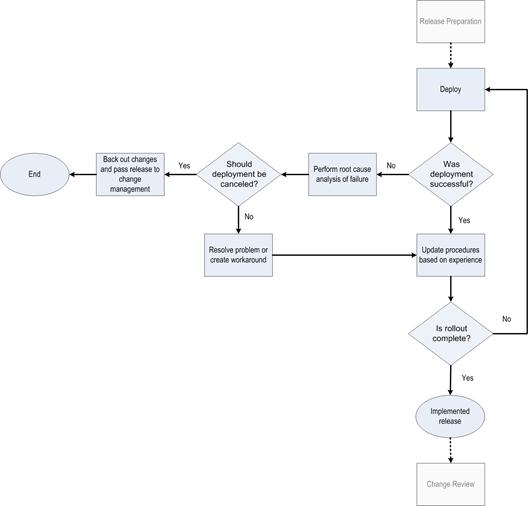 Release Preparation
Deploy
Was
deployment
successful?
No
Perform root cause
analysis of failure
Should
deployment be
canceled?
Yes
Back out changes
and pass release to
change
management
End
No
Resolve problem or
create workaround
Yes
Update procedures
based on experience
Is rollout
complete?
No
Yes
Implemented
release
Change Review